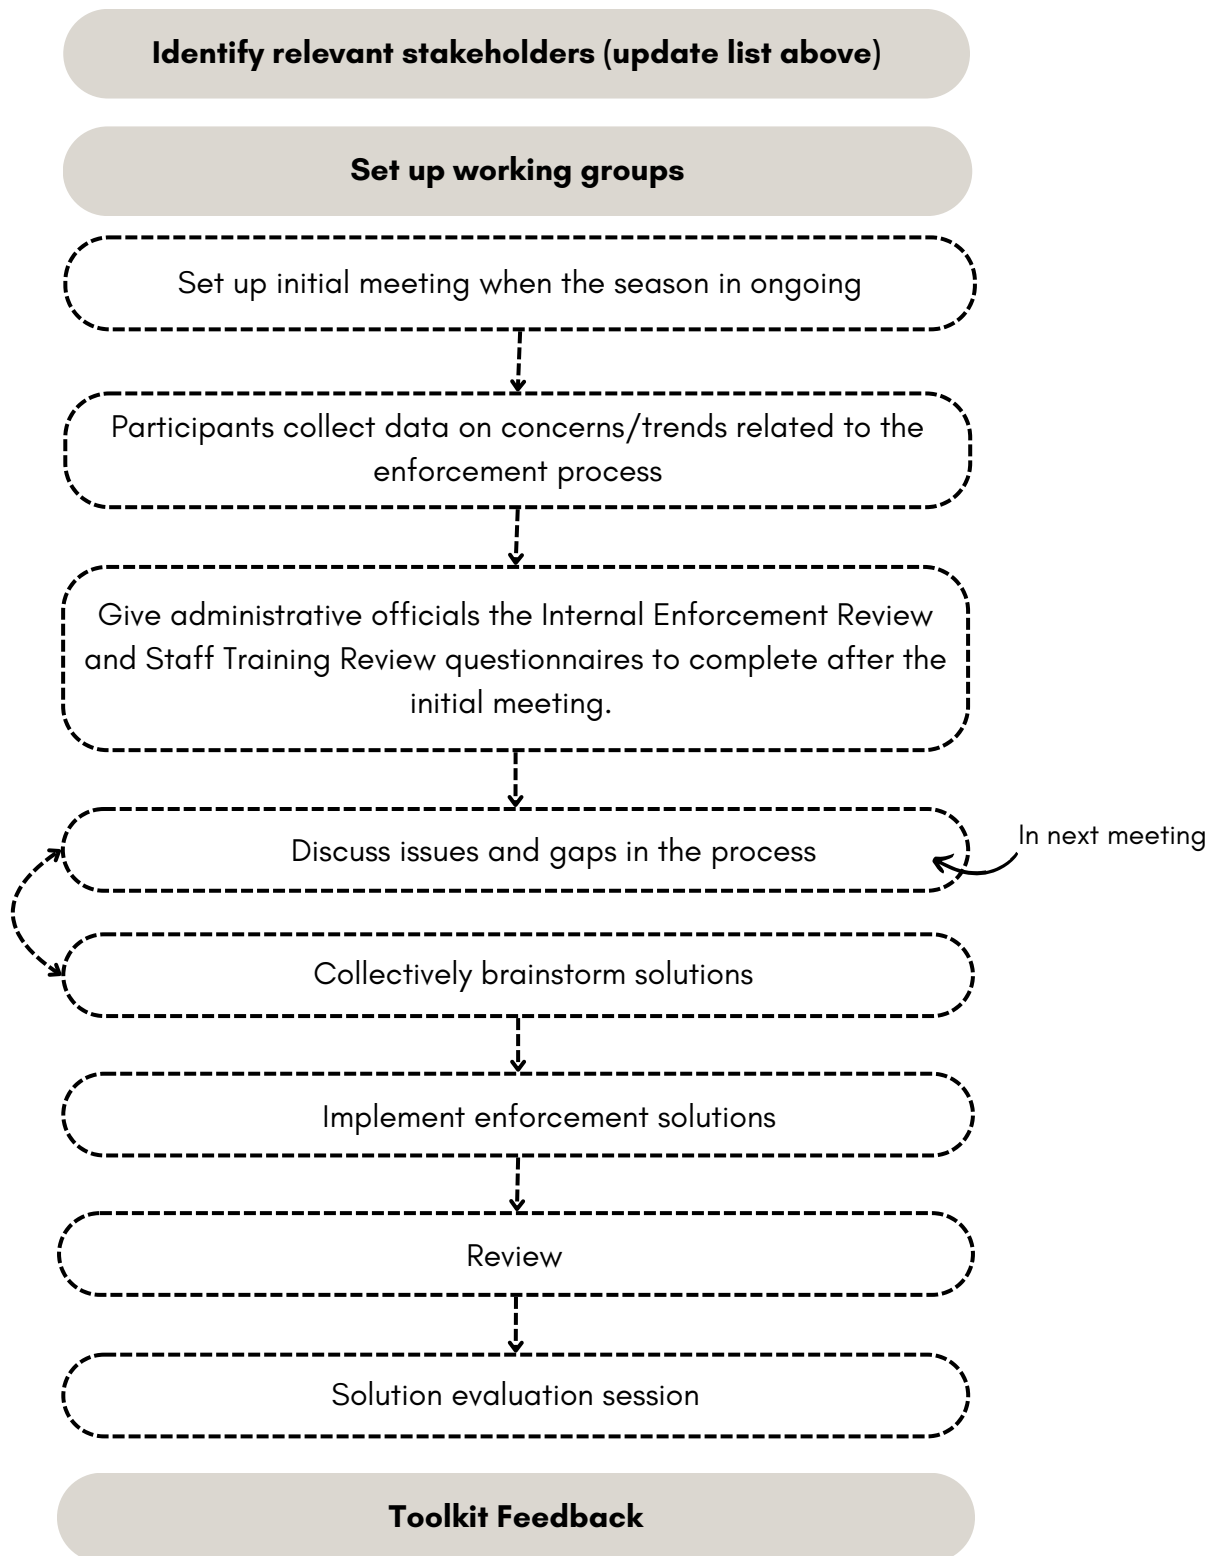 Identify relevant stakeholders (update list above)
Set up working groups
Set up initial meeting when the season in ongoing
Participants collect data on concerns/trends related to the
enforcement process
Give administrative officials the Internal Enforcement Review
and Staff Training Review questionnaires to complete after the
initial meeting.
Discuss issues and gaps in the process
In next meeting
Collectively brainstorm solutions
Implement enforcement solutions
Review
Solution evaluation session
Toolkit Feedback